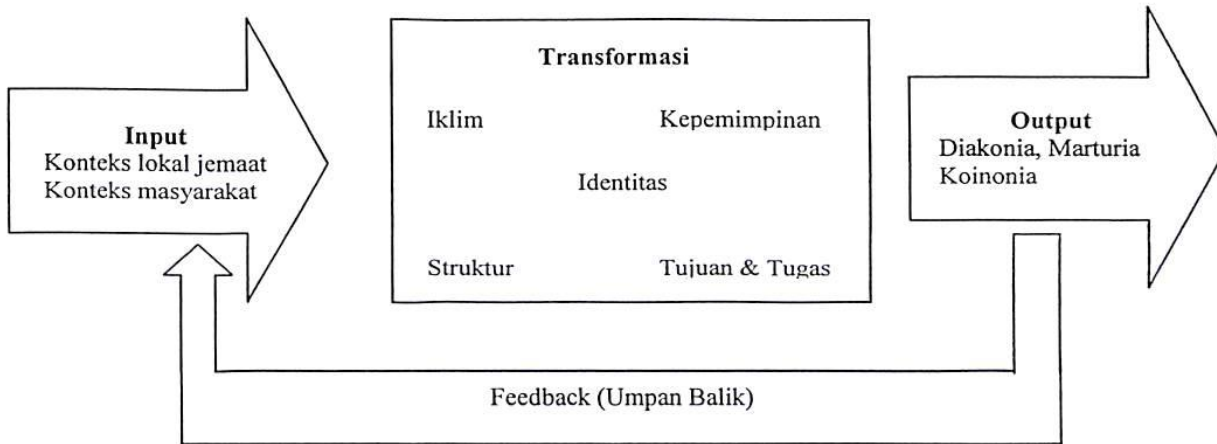 Input
Konteks lokal jemaat
Konteks masyarakat
Transformasi
Iklim
Kepemimpinan
Identitas
Struktur
Tujuan & Tugas
Output
Diakonia, Marturia
Koinonia
Feedback (Umpan Balik)